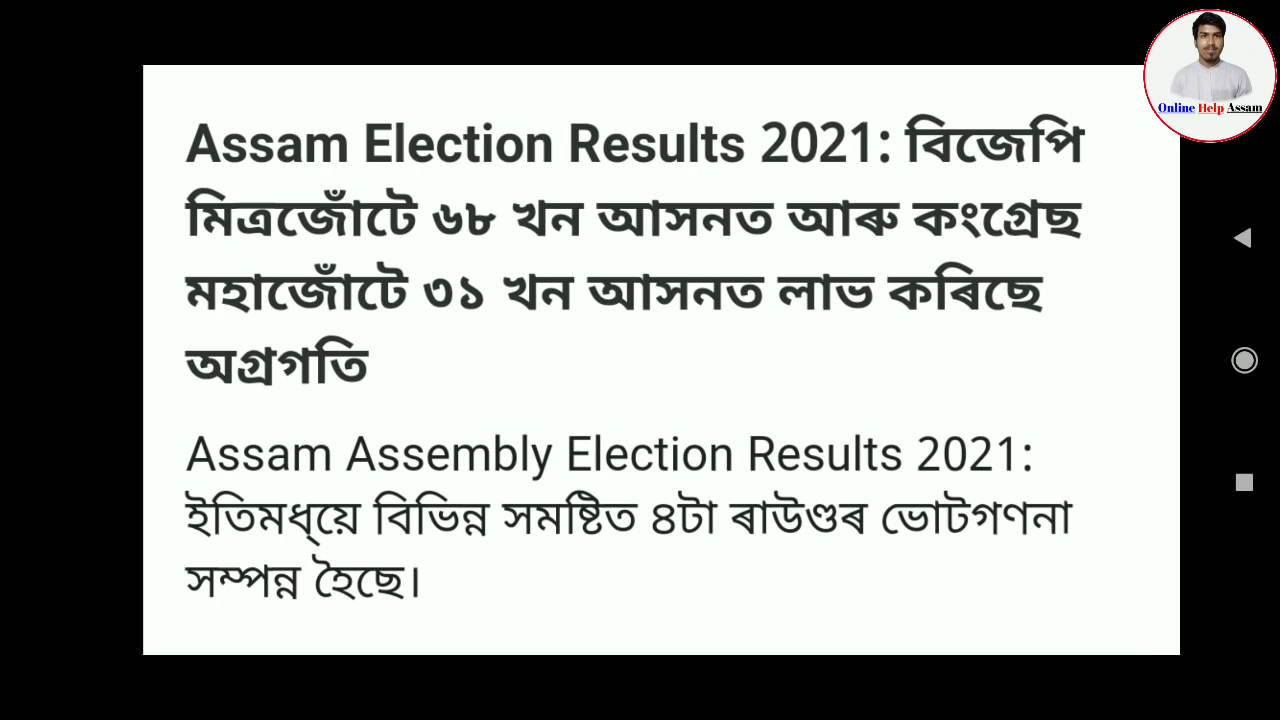 Assam Election Results 2021: বিজেপি
মিত্ৰজোঁটে ৬৮ খন আসনত আৰু কংগ্ৰেছ
মহাজোঁটে ৩১ খন আসনত লাভ কৰিছে
অগ্ৰগতি
Assam Assembly Election Results 2021:
ইতিমধ্য়ে বিভিন্ন সমষ্টিত ৪টা ৰাউণ্ডৰ ভোটগণনা
সম্পন্ন হৈছে।
Online Help Assam